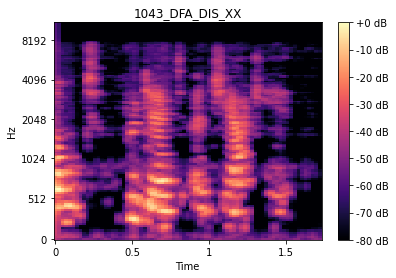 1043_DFA_DIS_XX
+0 dB
8192
-10 dB
4096
-20 dB
-30 dB
2048
Hz
-40 dB
1024
-50 dB
512
-60 dB
-70 dB
0
-80 dB
0
0.5
1
1.5
Time